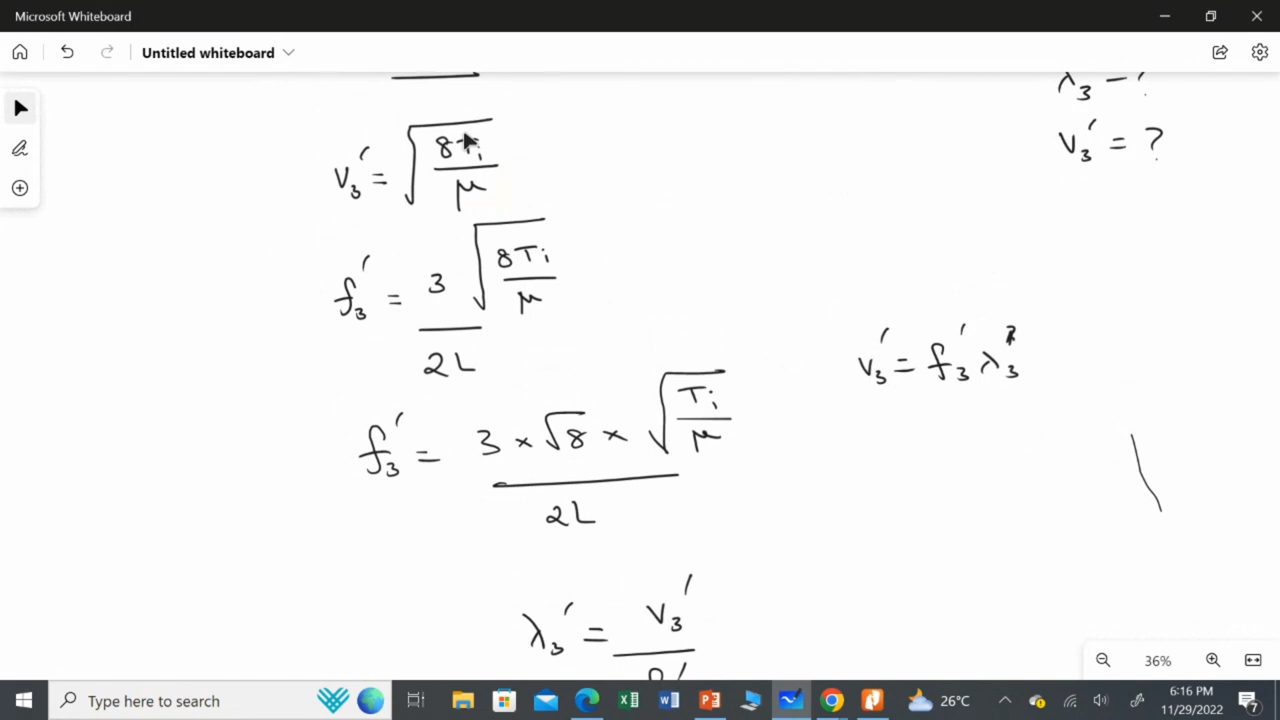 Microsoft Whiteboard
Untitled whiteboard
λ₃ – ?
v₃′ = ?
v₃′ = √(8Tᵢ/μ)
f₃′ = 3√(8Tᵢ/μ) / 2L
v₃′ = f₃′ λ₃′
f₃′ = 3 × √8 × √(Tᵢ/μ) / 2L
λ₃′ = v₃′
36%
Type here to search
26°C
6:16 PM
11/29/2022
7